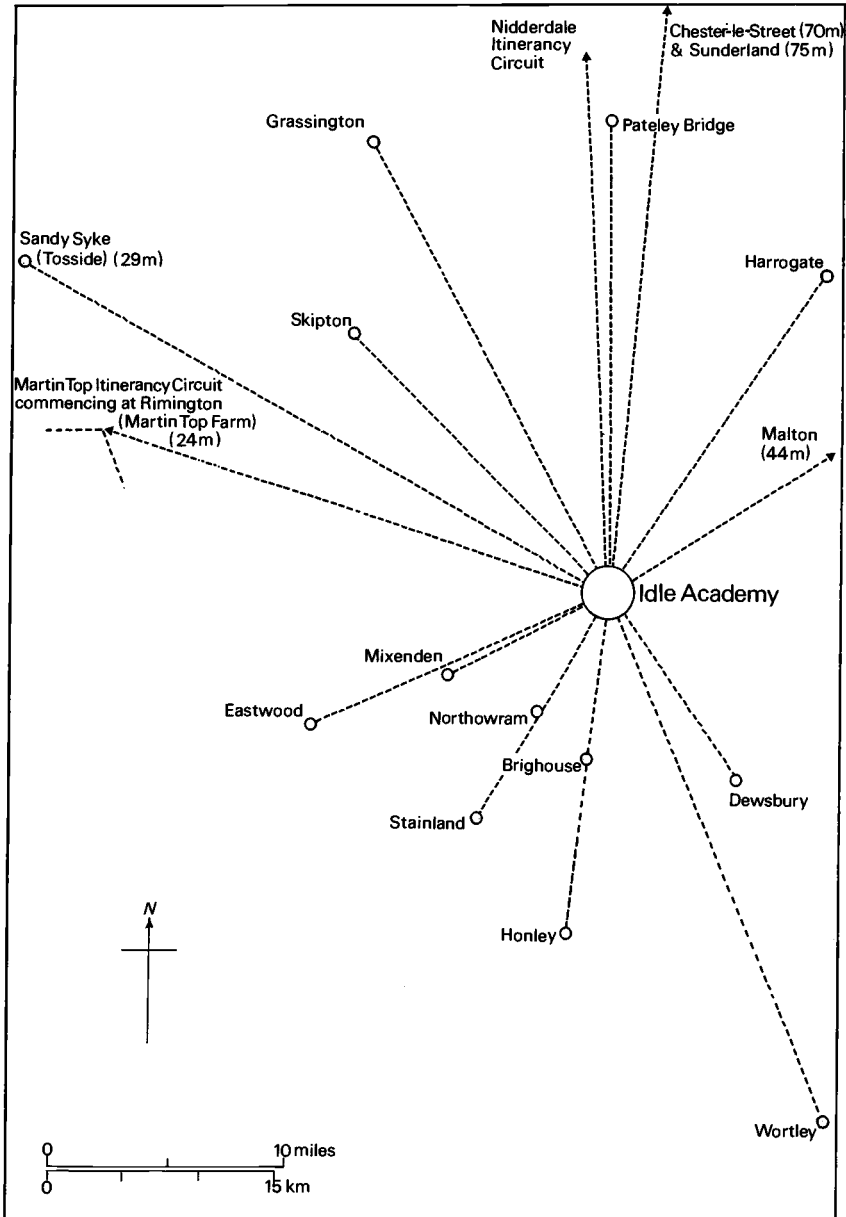 Nidderdale
Itinerancy
Circuit
Chester-le-Street (70m)
& Sunderland (75m)
Grassington
Pateley Bridge
Sandy Syke
(Tosside) (29m)
Harrogate
Skipton
Martin Top Itinerancy Circuit
commencing at Rimington
(Martin Top Farm)
(24m)
Malton
(44m)
Idle Academy
Mixenden
Eastwood
Northowram
Brighouse
Dewsbury
Stainland
N
Honley
Wortley
0 10 miles
0 15 km